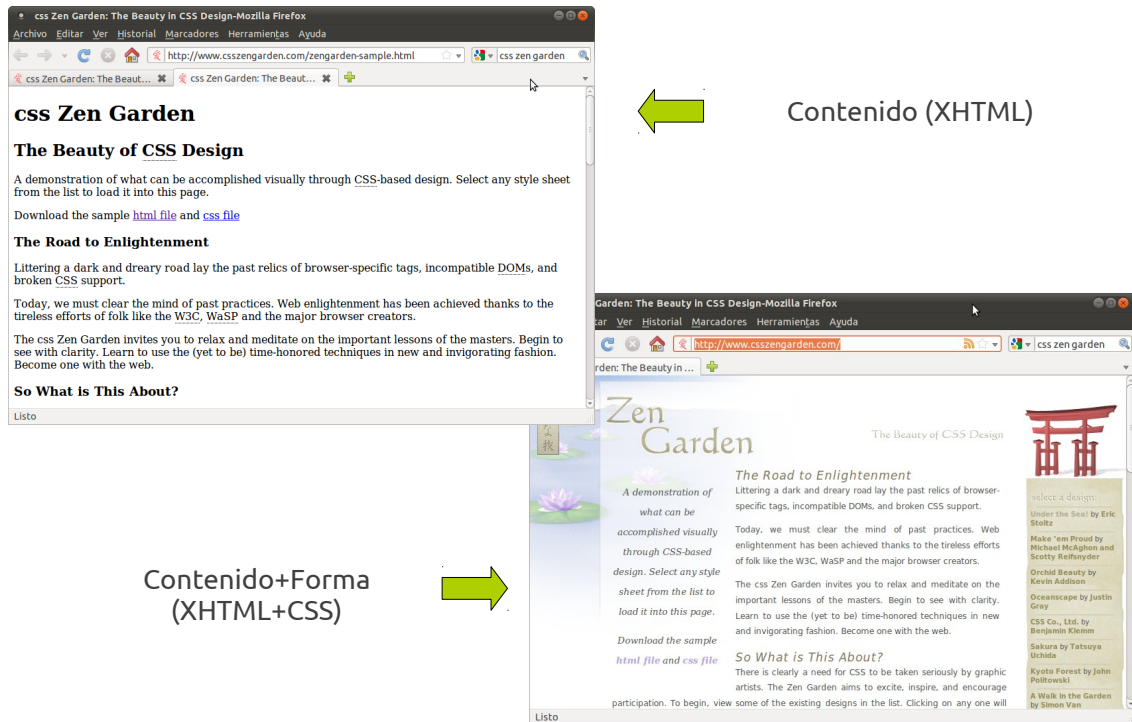 css Zen Garden: The Beauty in CSS Design-Mozilla Firefox
Archivo Editar Ver Historial Marcadores Herramientas Ayuda
http://www.csszengarden.com/zengarden-sample.html
css zen garden
css Zen Garden: The Beaut...
css Zen Garden: The Beaut...
css Zen Garden
The Beauty of CSS Design
A demonstration of what can be accomplished visually through CSS-based design. Select any style sheet
from the list to load it into this page.
Download the sample html file and css file
The Road to Enlightenment
Littering a dark and dreary road lay the past relics of browser-specific tags, incompatible DOMs, and
broken CSS support.
Today, we must clear the mind of past practices. Web enlightenment has been achieved thanks to the
tireless efforts of folk like the W3C, WaSP and the major browser creators.
The css Zen Garden invites you to relax and meditate on the important lessons of the masters. Begin to
see with clarity. Learn to use the (yet to be) time-honored techniques in new and invigorating fashion.
Become one with the web.
So What is This About?
Listo
Contenido (XHTML)
Contenido+Forma
(XHTML+CSS)
Garden: The Beauty in CSS Design-Mozilla Firefox
tar Ver Historial Marcadores Herramientas Ayuda
http://www.csszengarden.com/
css zen garden
rden: The Beauty in ...
Zen
Garden
The Beauty of CSS Design
A demonstration of
what can be
accomplished visually
through CSS-based
design. Select any style
sheet from the list to
load it into this page.
Download the sample
html file and css file
The Road to Enlightenment
Littering a dark and dreary road lay the past relics of browser-
specific tags, incompatible DOMs, and broken CSS support.
Today, we must clear the mind of past practices. Web
enlightenment has been achieved thanks to the tireless efforts
of folk like the W3C, WaSP and the major browser creators.
The css Zen Garden invites you to relax and meditate on the
important lessons of the masters. Begin to see with clarity.
Learn to use the (yet to be) time-honored techniques in new
and invigorating fashion. Become one with the web.
So What is This About?
There is clearly a need for CSS to be taken seriously by graphic
artists. The Zen Garden aims to excite, inspire, and encourage
participation. To begin, view some of the existing designs in the list. Clicking on any one will
select a design:
Under the Sea! by Eric
Stoltz
Make 'em Proud by
Michael McAghon and
Scotty Reifsnyder
Orchid Beauty by
Kevin Addison
Oceanscape by Justin
Gray
CSS Co., Ltd. by
Benjamin Klemm
Sakura by Tatsuya
Uchida
Kyoto Forest by John
Politowski
A Walk in the Garden
by Simon Van
Listo